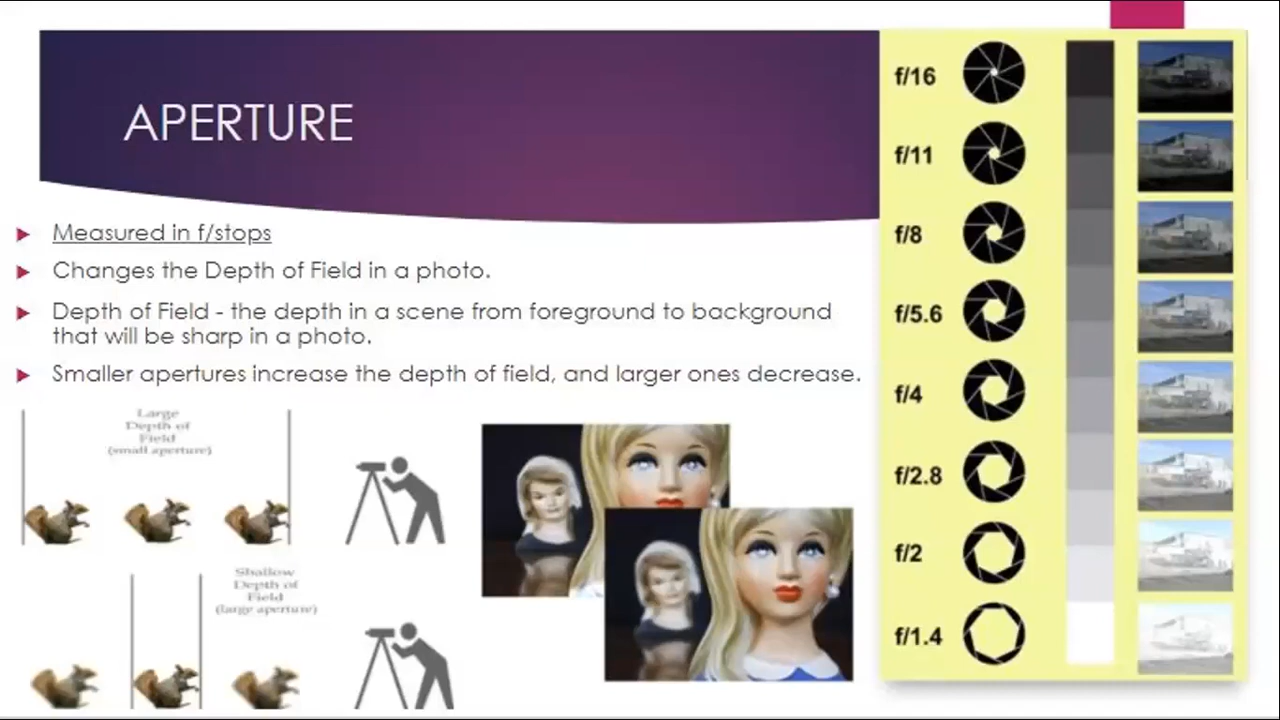 APERTURE
Measured in f/stops
Changes the Depth of Field in a photo.
Depth of Field - the depth in a scene from foreground to background
that will be sharp in a photo.
Smaller apertures increase the depth of field, and larger ones decrease.
Large
Depth of
Field
(small aperture)
Shallow
Depth of
Field
(large aperture)
f/16
f/11
f/8
f/5.6
f/4
f/2.8
f/2
f/1.4